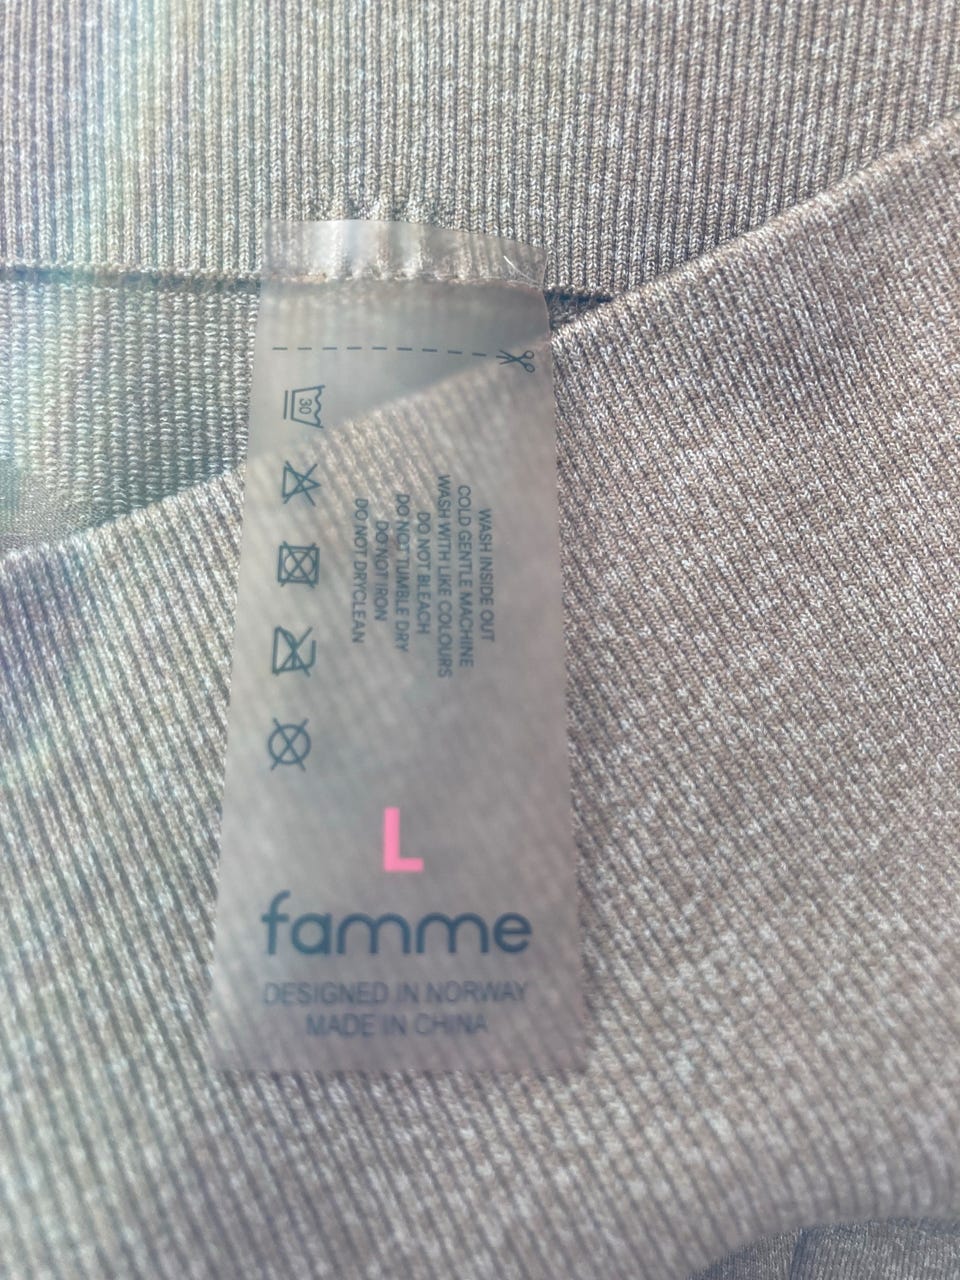 30
WASH INSIDE OUT
COLD GENTLE MACHINE
WASH WITH LIKE COLOURS
DO NOT BLEACH
DO NOT TUMBLE DRY
DO NOT IRON
DO NOT DRYCLEAN
L
famme
DESIGNED IN NORWAY
MADE IN CHINA